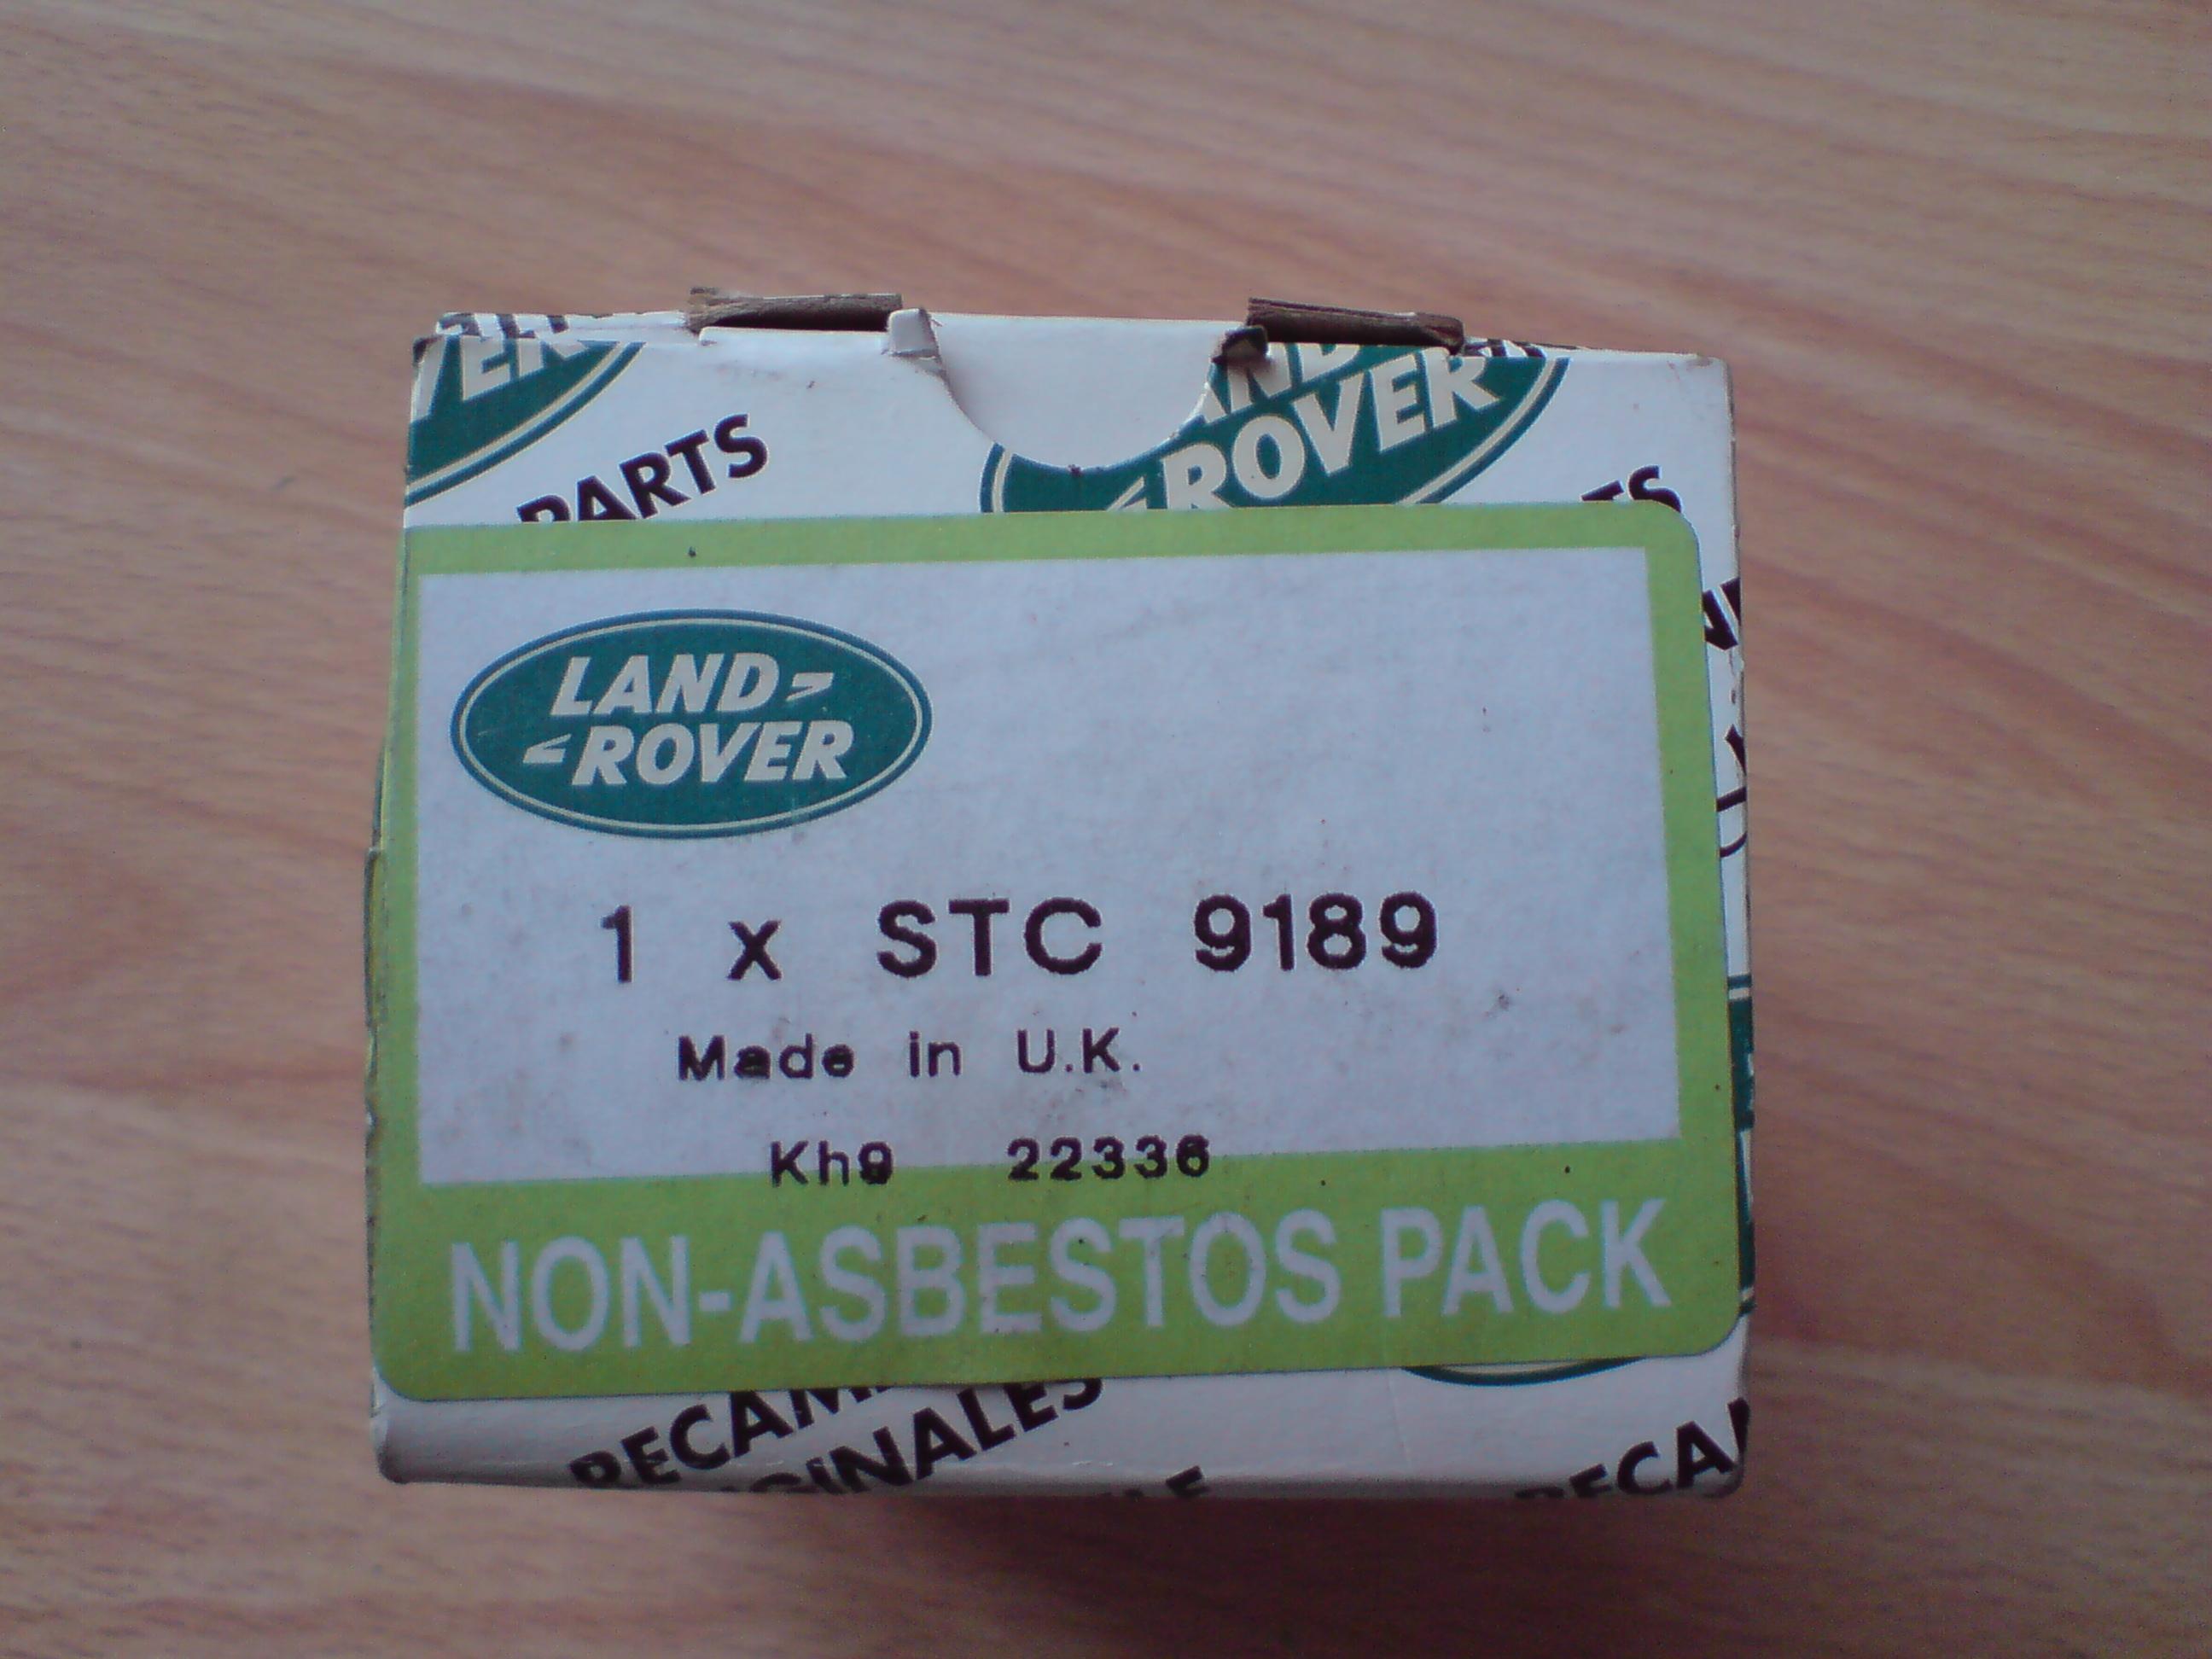 PARTS
ROVER
LAND
ROVER
1 x STC 9189
Made in U.K.
Kh9 22336
NON-ASBESTOS PACK